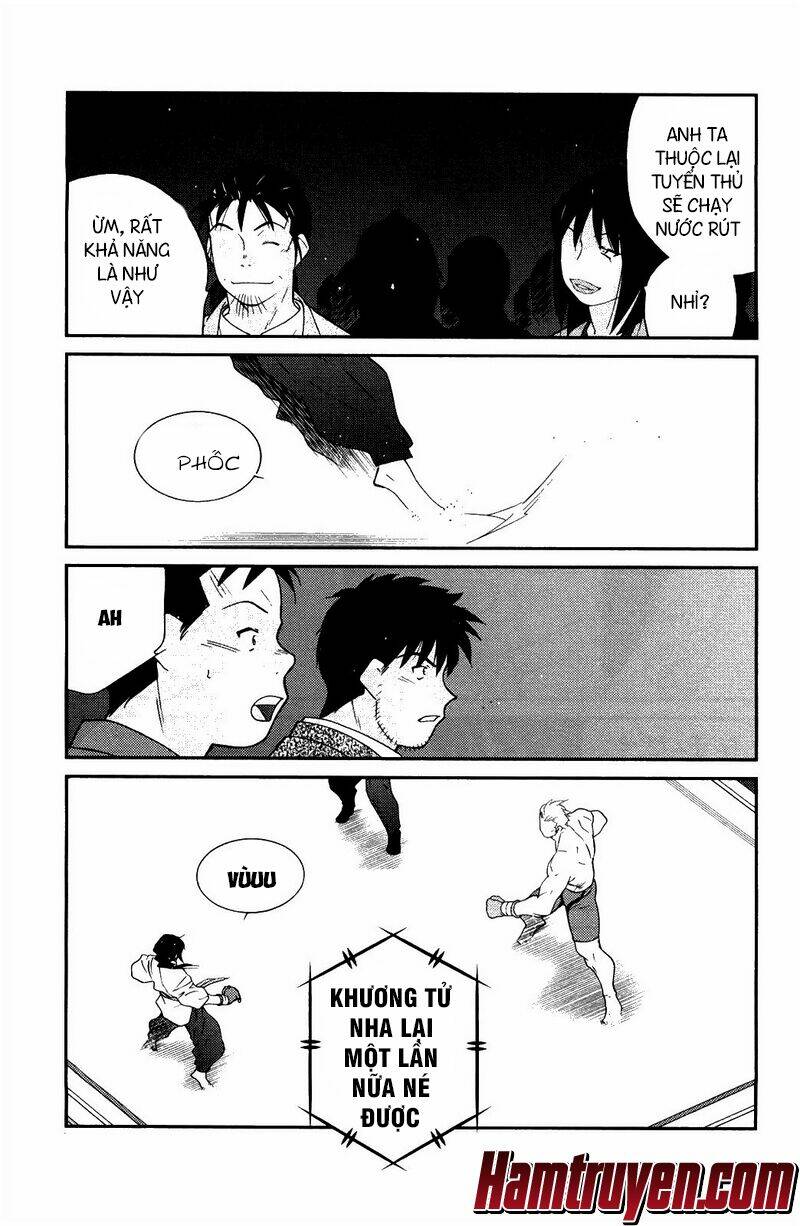 ANH TA
THUỘC LẠI
TUYỂN THỦ
SẼ CHẠY
NƯỚC RÚT
NHỈ?
ỪM, RẤT
KHẢ NĂNG
LÀ NHƯ
VẬY
PHỐC
AH
VÙUU
KHƯƠNG TỬ
NHA LẠI
MỘT LẦN
NỮA NÉ
ĐƯỢC
Hamtruyen.com